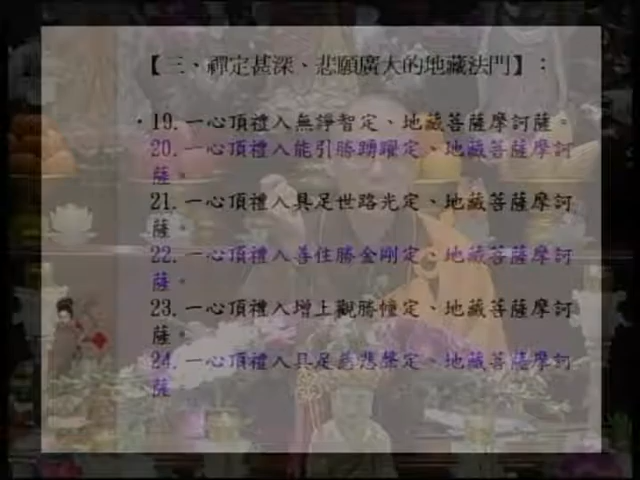 【三、禪定甚深、悲願廣大的地藏法門】：
·19.一心頂禮入無諍智定、地藏菩薩摩訶薩。
20.一心頂禮入能引勝踴躍定、地藏菩薩摩訶
薩。
21.一心頂禮入具足世路光定、地藏菩薩摩訶
薩。
22.一心頂禮入善住勝金剛定、地藏菩薩摩訶
薩。
23.一心頂禮入增上觀勝幢定、地藏菩薩摩訶
薩。
24.一心頂禮入具足慈悲聲定、地藏菩薩摩訶
薩